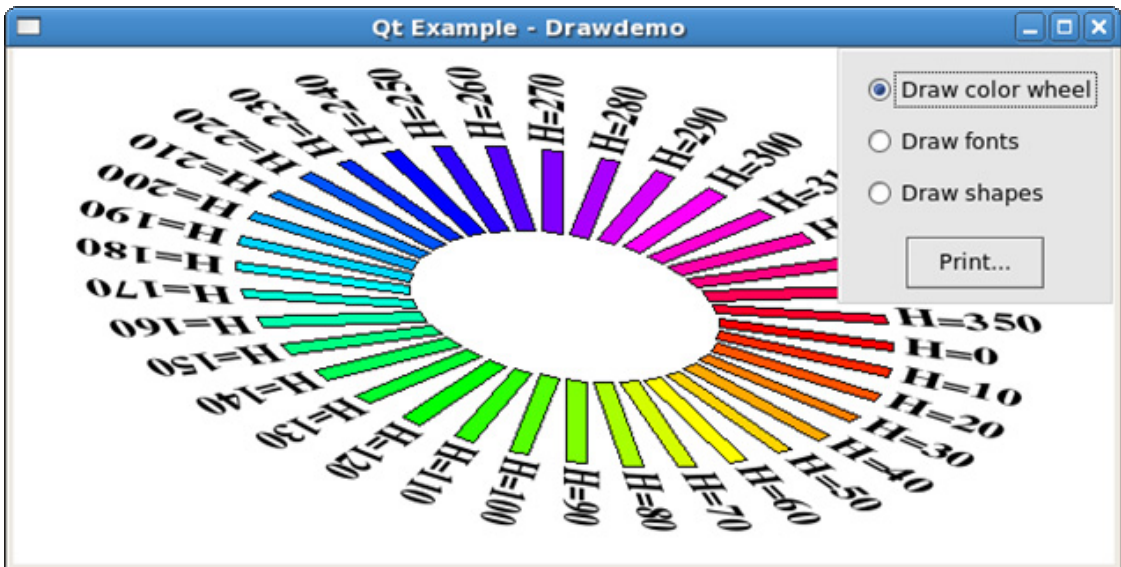 Qt Example - Drawdemo
Draw color wheel
Draw fonts
Draw shapes
Print...
H=0
H=10
H=20
H=30
H=40
H=50
H=60
H=70
H=80
H=90
H=100
H=110
H=120
H=130
H=140
H=150
H=160
H=170
H=180
H=190
H=200
H=210
H=220
H=230
H=240
H=250
H=260
H=270
H=280
H=290
H=300
H=31
H
H=350